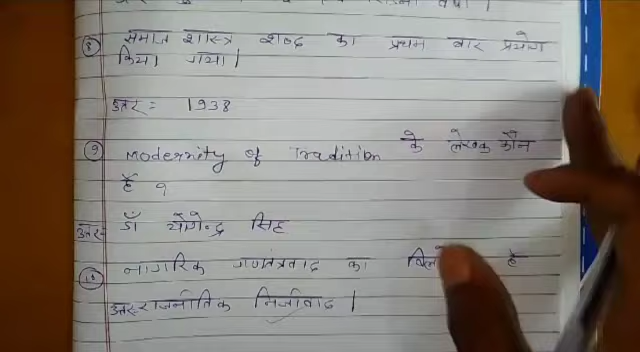 ⑧ समाज शास्त्र शब्द का प्रथम बार प्रयोग
किया गया।
उत्तर = 1938
⑨ Modernity of Tradition के लेखक कौन
हैं ?
उत्तर- डॉ योगेन्द्र सिंह
⑩ नागरिक गणतंत्रवाद का है
उत्तर राजनीतिक निर्जीवाद।